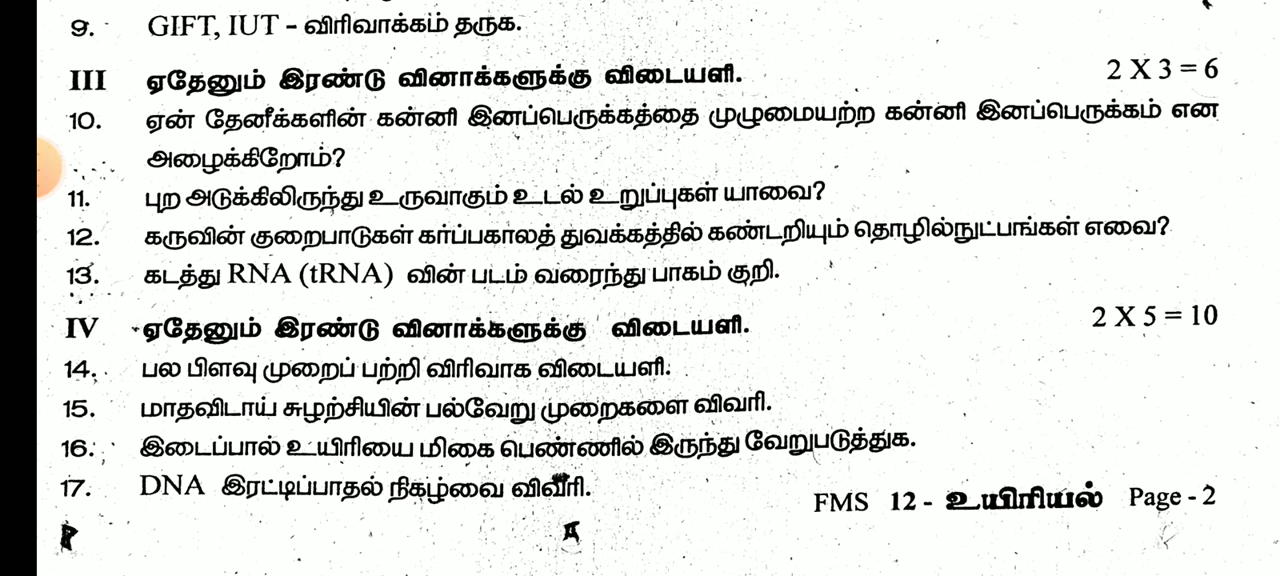 9. GIFT, IUT – விரிவாக்கம் தருக.
III ஏதேனும் இரண்டு வினாக்களுக்கு விடையளி. 2 X 3 = 6
10. ஏன் தேனீக்களின் கன்னி இனப்பெருக்கத்தை முழுமையற்ற கன்னி இனப்பெருக்கம் என
அழைக்கிறோம்?
11. புற அடுக்கிலிருந்து உருவாகும் உடல் உறுப்புகள் யாவை?
12. கருவின் குறைபாடுகள் கர்ப்பகாலத் துவக்கத்தில் கண்டறியும் தொழில்நுட்பங்கள் எவை?
13. கடத்து RNA (tRNA) வின் படம் வரைந்து பாகம் குறி.
IV ஏதேனும் இரண்டு வினாக்களுக்கு விடையளி. 2 X 5 = 10
14. பல பிளவு முறைப் பற்றி விரிவாக விடையளி.
15. மாதவிடாய் சுழற்சியின் பல்வேறு முறைகளை விவரி.
16. இடைப்பால் உயிரியை மிகை பெண்ணில் இருந்து வேறுபடுத்துக.
17. DNA இரட்டிப்பாதல் நிகழ்வை விவரி.
FMS 12 - உயிரியல் Page - 2